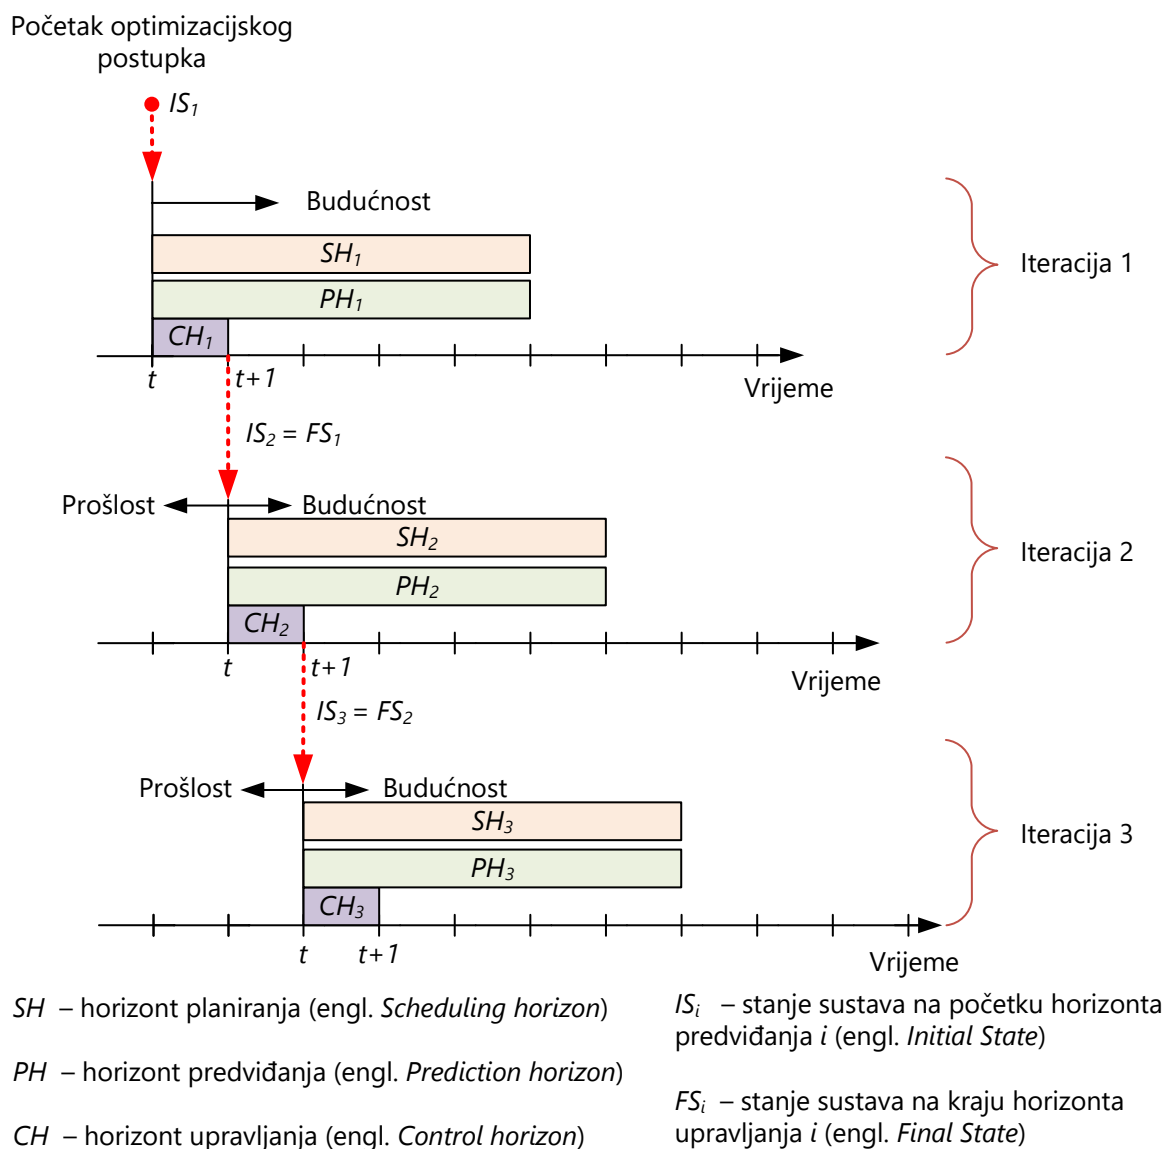 Početak optimizacijskog
postupka
IS1
Budućnost
SH1
Iteracija 1
PH1
CH1
t
t+1
Vrijeme
IS2 = FS1
Prošlost
Budućnost
SH2
Iteracija 2
PH2
CH2
t
t+1
Vrijeme
IS3 = FS2
Prošlost
Budućnost
SH3
Iteracija 3
PH3
CH3
t
t+1
Vrijeme
SH – horizont planiranja (engl. Scheduling horizon)
PH – horizont predviđanja (engl. Prediction horizon)
CH – horizont upravljanja (engl. Control horizon)
ISi – stanje sustava na početku horizonta
predviđanja i (engl. Initial State)
FSi – stanje sustava na kraju horizonta
upravljanja i (engl. Final State)